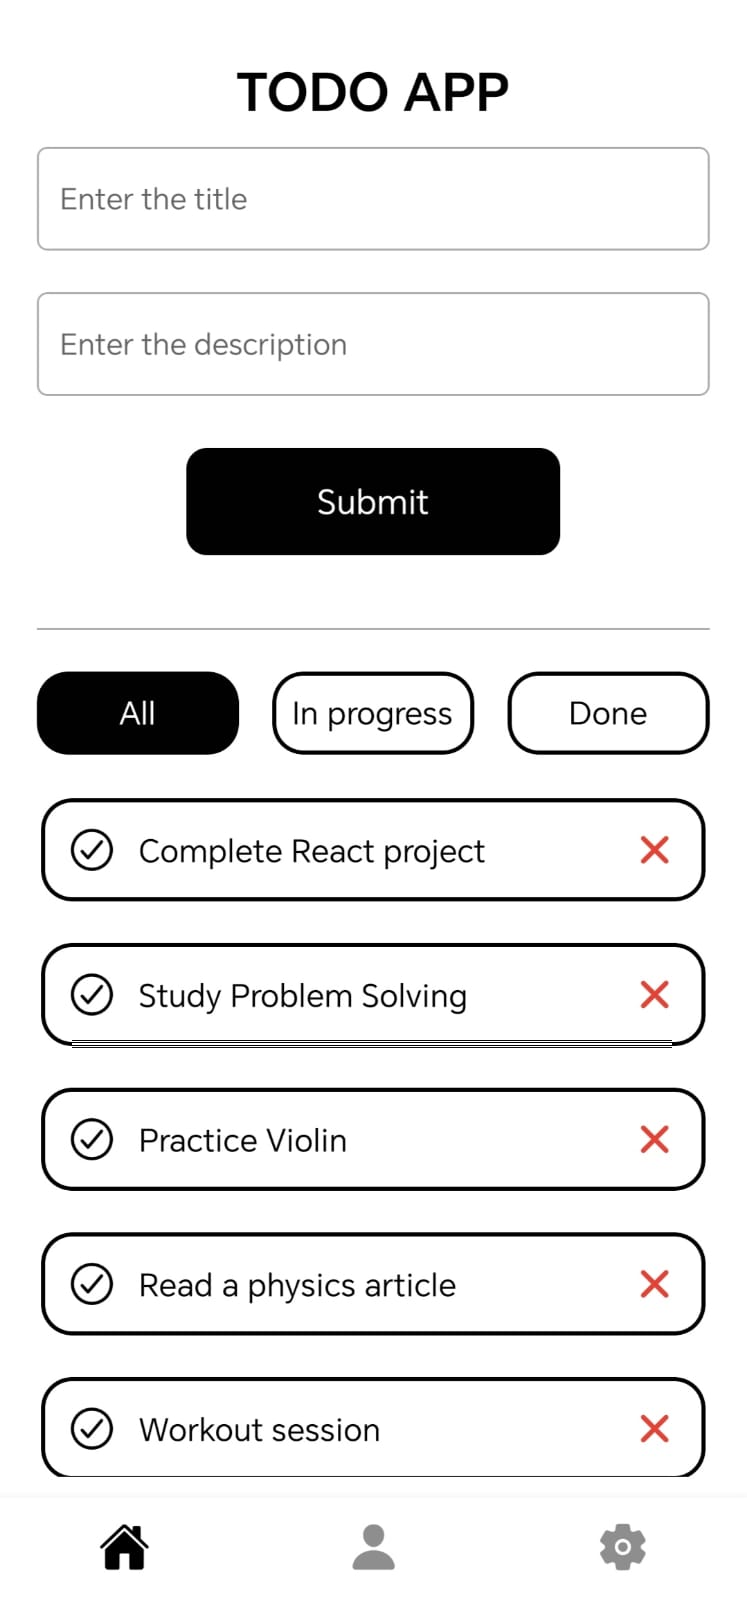 TODO APP
Enter the title
Enter the description
Submit
All
In progress
Done
Complete React project
Study Problem Solving
Practice Violin
Read a physics article
Workout session